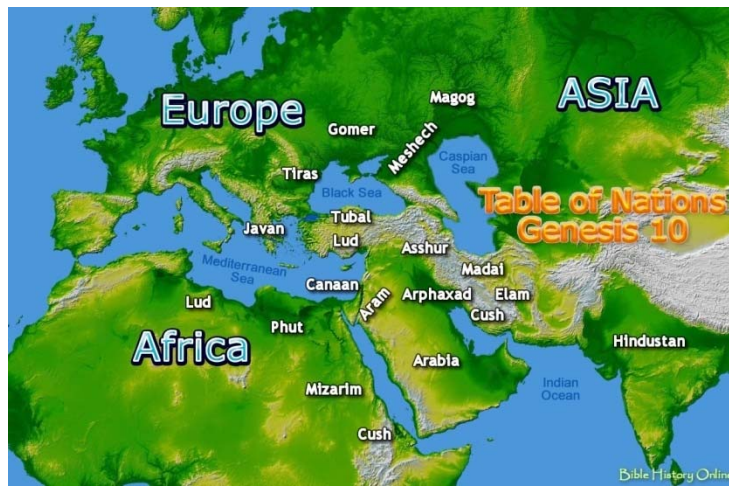 Europe
ASIA
Magog
Gomer
Meshech
Caspian
Sea
Tiras
Black Sea
Table of Nations
Genesis 10
Tubal
Javan
Lud
Asshur
Mediterranean
Sea
Madai
Canaan
Aram
Arphaxad
Elam
Lud
Cush
Phut
Africa
Hindustan
Arabia
Mizarim
Indian
Ocean
Cush
Bible History Online